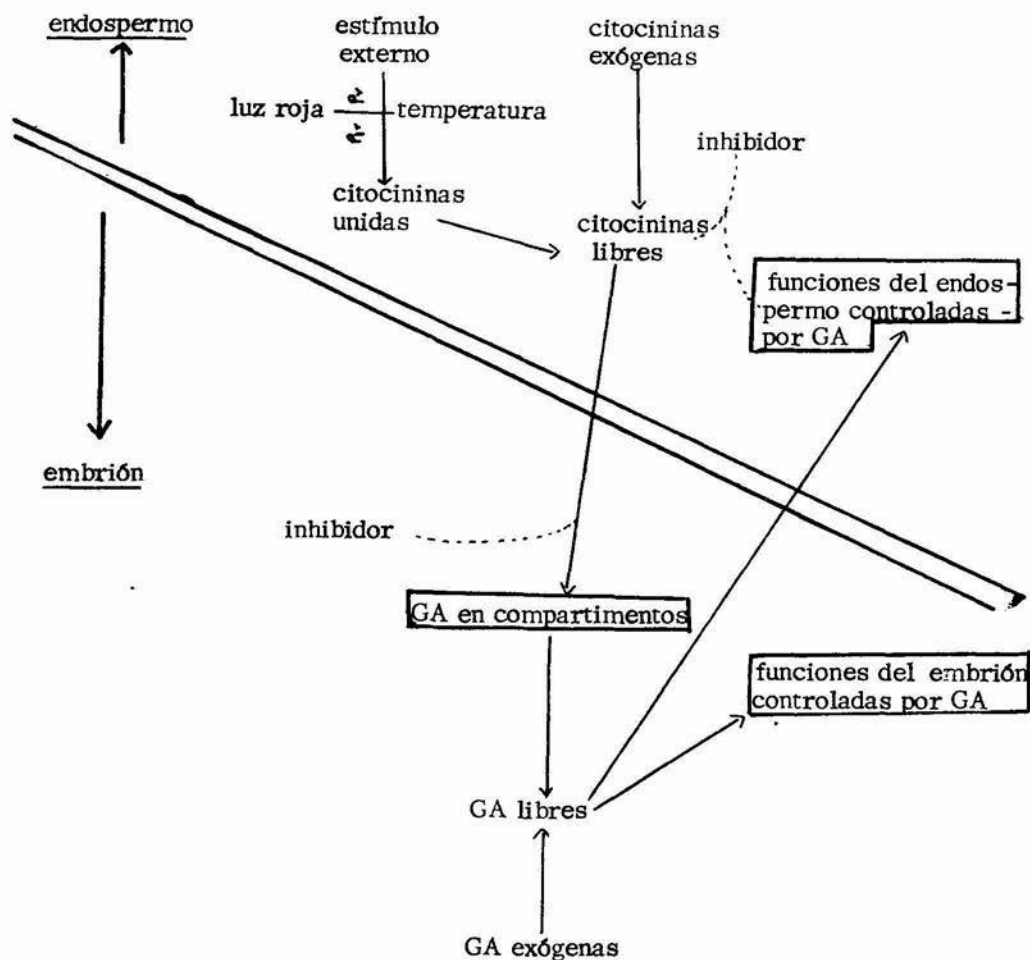 endospermo
estímulo
externo
citocininas
exógenas
luz roja
temperatura
inhibidor
citocininas
unidas
citocininas
libres
funciones del endos-
permo controladas -
por GA
embrión
inhibidor
GA en compartimentos
funciones del embrión
controladas por GA
GA libres
GA exógenas